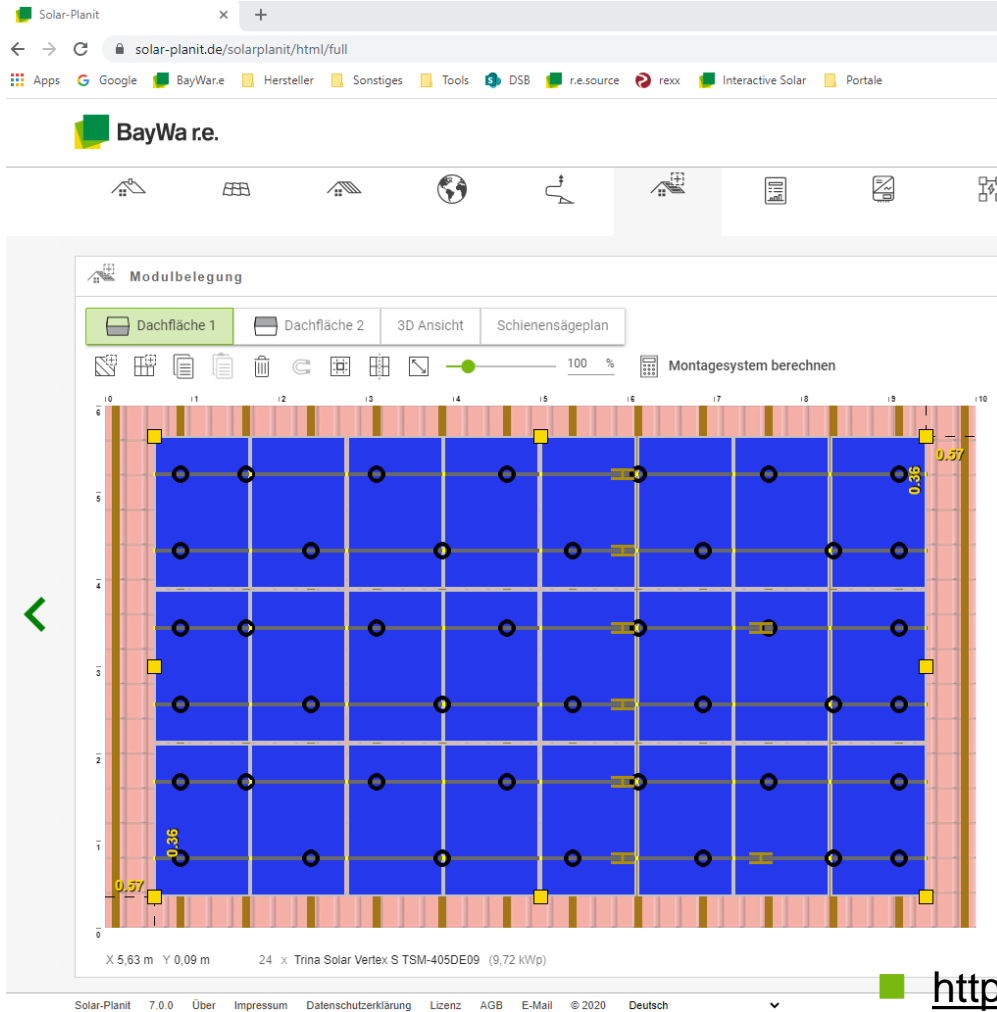 Solar-Planit
solar-planit.de/solarplanit/html/full
Apps Google BayWar.e Hersteller Sonstiges Tools DSB r.e.source rexx Interactive Solar Portale
BayWa r.e.
Modulbelegung
Dachfläche 1 Dachfläche 2 3D Ansicht Schienensägeplan
100 % Montagesystem berechnen
0 1 2 3 4 5 6 7 8 9 10
6
0.57
0.36
5
4
3
2
1
0.36
0.57
0
X 5,63 m Y 0,09 m 24 x Trina Solar Vertex S TSM-405DE09 (9,72 kWp)
http
Solar-Planit 7.0.0 Über Impressum Datenschutzerklärung Lizenz AGB E-Mail © 2020 Deutsch